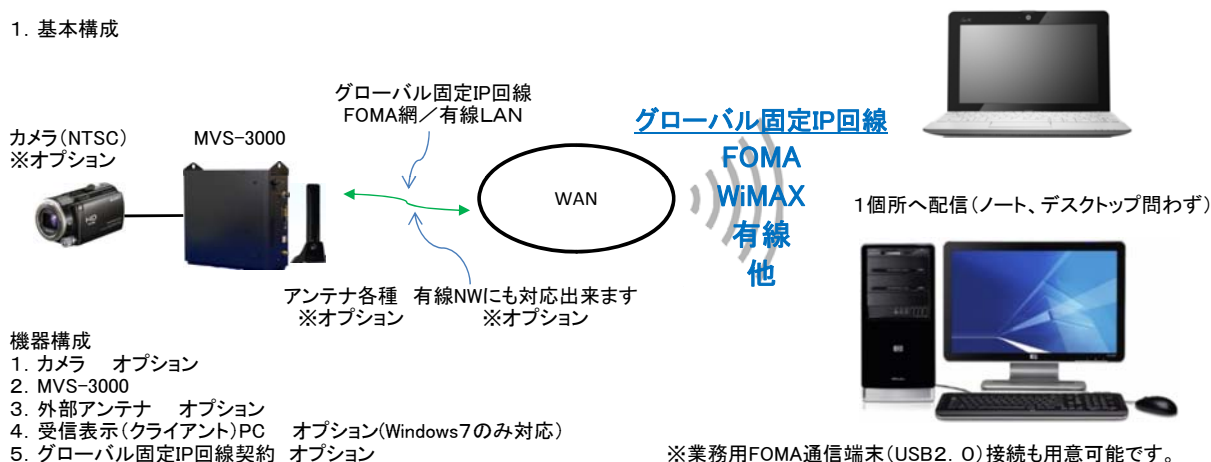 1．基本構成
グローバル固定IP回線
FOMA網／有線LAN
カメラ（NTSC）
※オプション
MVS-3000
WAN
グローバル固定IP回線
FOMA
WiMAX
有線
他
1個所へ配信（ノート、デスクトップ問わず）
アンテナ各種　有線NWにも対応出来ます
※オプション　　　※オプション
機器構成
1．カメラ　オプション
2．MVS-3000
3．外部アンテナ　オプション
4．受信表示（クライアント）PC　オプション(Windows7のみ対応）
5．グローバル固定IP回線契約　オプション
※業務用FOMA通信端末（USB2．0）接続も用意可能です。